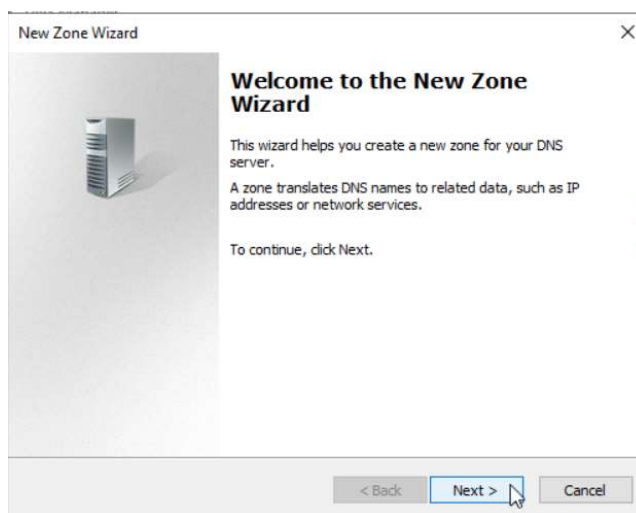 New Zone Wizard
Welcome to the New Zone
Wizard
This wizard helps you create a new zone for your DNS
server.
A zone translates DNS names to related data, such as IP
addresses or network services.
To continue, click Next.
< Back Next > Cancel